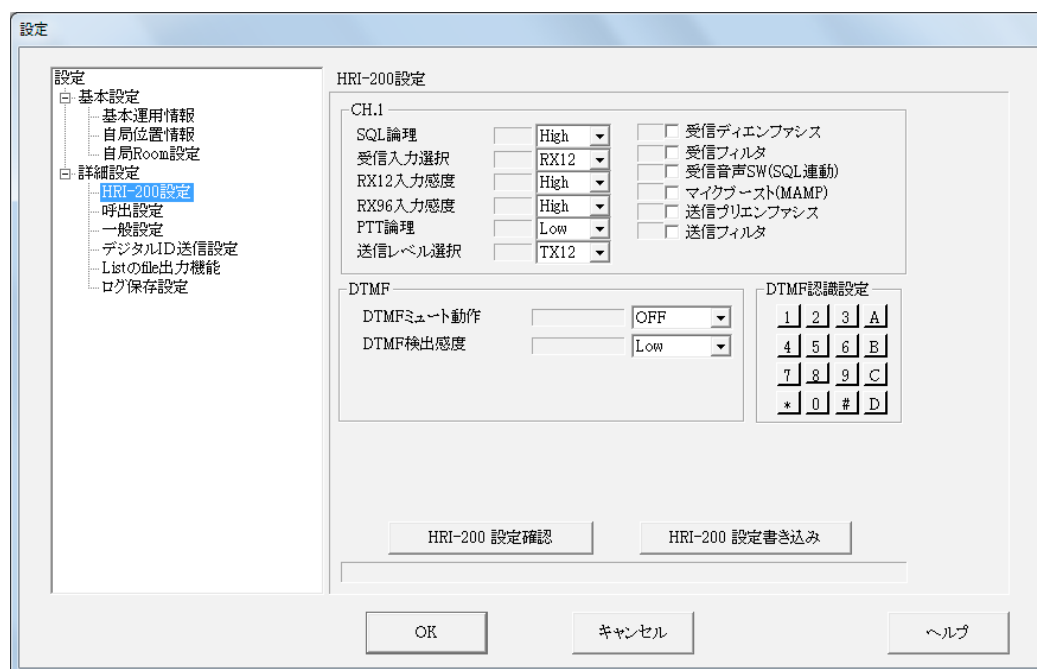 設定
設定
基本設定
基本運用情報
自局位置情報
自局Room設定
詳細設定
HRI-200設定
呼出設定
一般設定
デジタルID送信設定
Listのfile出力機能
ログ保存設定
HRI-200設定
CH.1
SQL論理 High
受信入力選択 RX12
RX12入力感度 High
RX96入力感度 High
PTT論理 Low
送信レベル選択 TX12
受信ディエンファシス
受信フィルタ
受信音声SW(SQL連動)
マイクブースト(MAMP)
送信プリエンファシス
送信フィルタ
DTMF
DTMFミュート動作 OFF
DTMF検出感度 Low
DTMF認識設定
1 2 3 A
4 5 6 B
7 8 9 C
* 0 # D
HRI-200 設定確認 HRI-200 設定書き込み
OK キャンセル ヘルプ